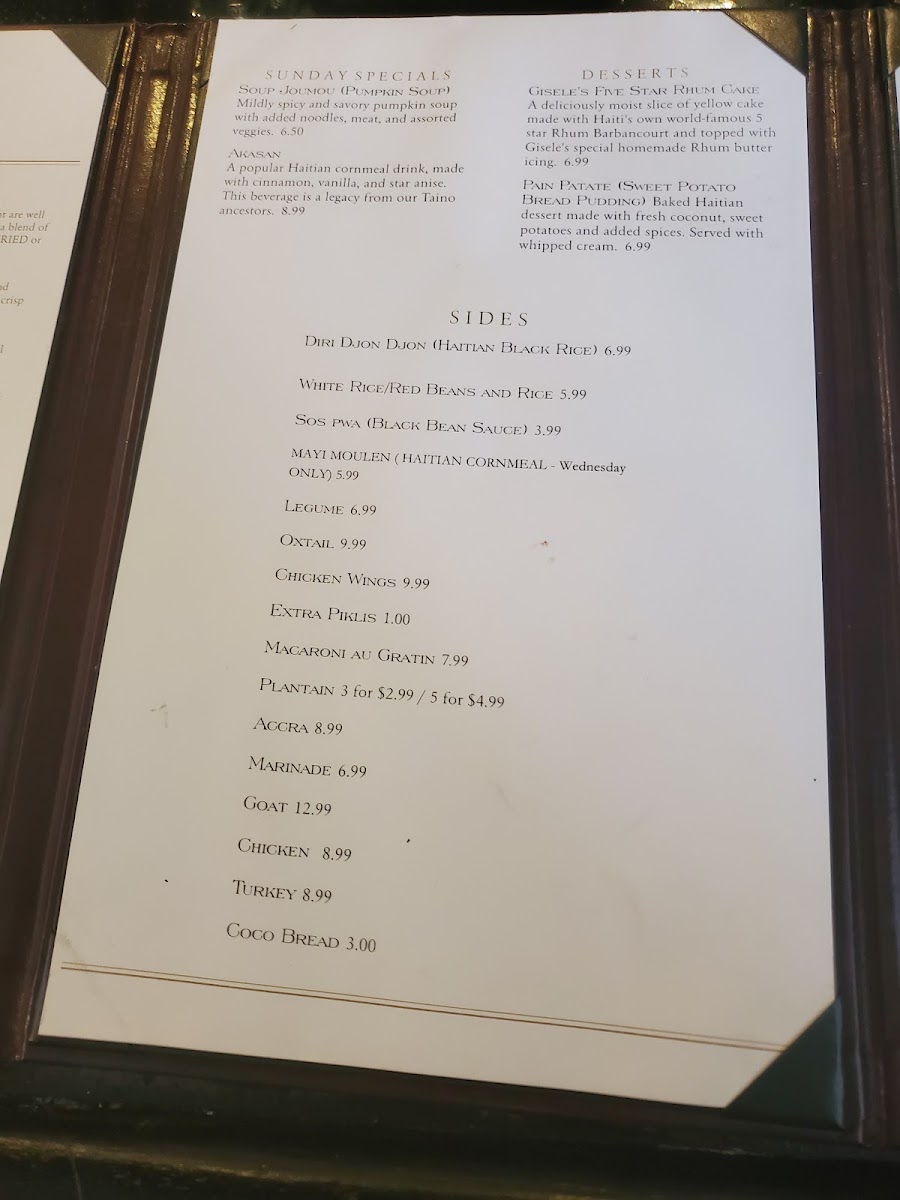 nt are well
a blend of
RIED or
nd
crisp
SUNDAY SPECIALS
Soup Joumou (Pumpkin Soup)
Mildly spicy and savory pumpkin soup
with added noodles, meat, and assorted
veggies. 6.50
Akasan
A popular Haitian cornmeal drink, made
with cinnamon, vanilla, and star anise.
This beverage is a legacy from our Taino
ancestors. 8.99
DESSERTS
Gisele's Five Star Rhum Cake
A deliciously moist slice of yellow cake
made with Haiti's own world-famous 5
star Rhum Barbancourt and topped with
Gisele's special homemade Rhum butter
icing. 6.99
Pain Patate (Sweet Potato
Bread Pudding) Baked Haitian
dessert made with fresh coconut, sweet
potatoes and added spices. Served with
whipped cream. 6.99
SIDES
Diri Djon Djon (Haitian Black Rice) 6.99
White Rice/Red Beans and Rice 5.99
Sos pwa (Black Bean Sauce) 3.99
MAYI MOULEN ( HAITIAN CORNMEAL - Wednesday
ONLY) 5.99
Legume 6.99
Oxtail 9.99
Chicken Wings 9.99
Extra Piklis 1.00
Macaroni au Gratin 7.99
Plantain 3 for $2.99 / 5 for $4.99
Accra 8.99
Marinade 6.99
Goat 12.99
Chicken 8.99
Turkey 8.99
Coco Bread 3.00